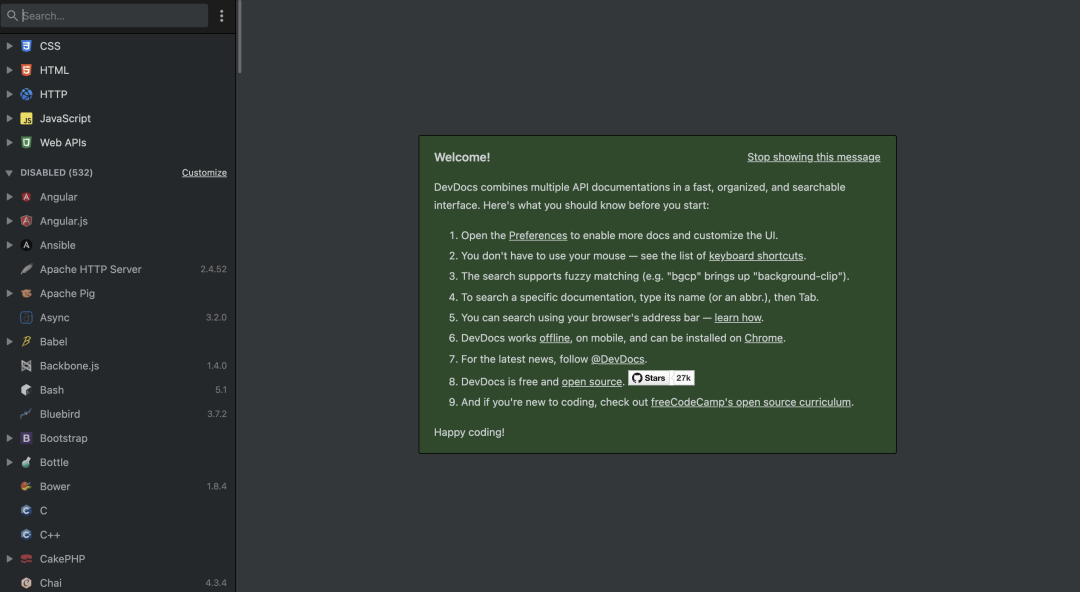 Search...
CSS
HTML
HTTP
JavaScript
Web APIs
DISABLED (532) Customize
Angular
Angular.js
Ansible
Apache HTTP Server 2.4.52
Apache Pig
Async 3.2.0
Babel
Backbone.js 1.4.0
Bash 5.1
Bluebird 3.7.2
Bootstrap
Bottle
Bower 1.8.4
C
C++
CakePHP
Chai 4.3.4
Welcome! Stop showing this message
DevDocs combines multiple API documentations in a fast, organized, and searchable
interface. Here's what you should know before you start:
1. Open the Preferences to enable more docs and customize the UI.
2. You don't have to use your mouse — see the list of keyboard shortcuts.
3. The search supports fuzzy matching (e.g. "bgcp" brings up "background-clip").
4. To search a specific documentation, type its name (or an abbr.), then Tab.
5. You can search using your browser's address bar — learn how.
6. DevDocs works offline, on mobile, and can be installed on Chrome.
7. For the latest news, follow @DevDocs.
8. DevDocs is free and open source. Stars 27k
9. And if you're new to coding, check out freeCodeCamp's open source curriculum.
Happy coding!